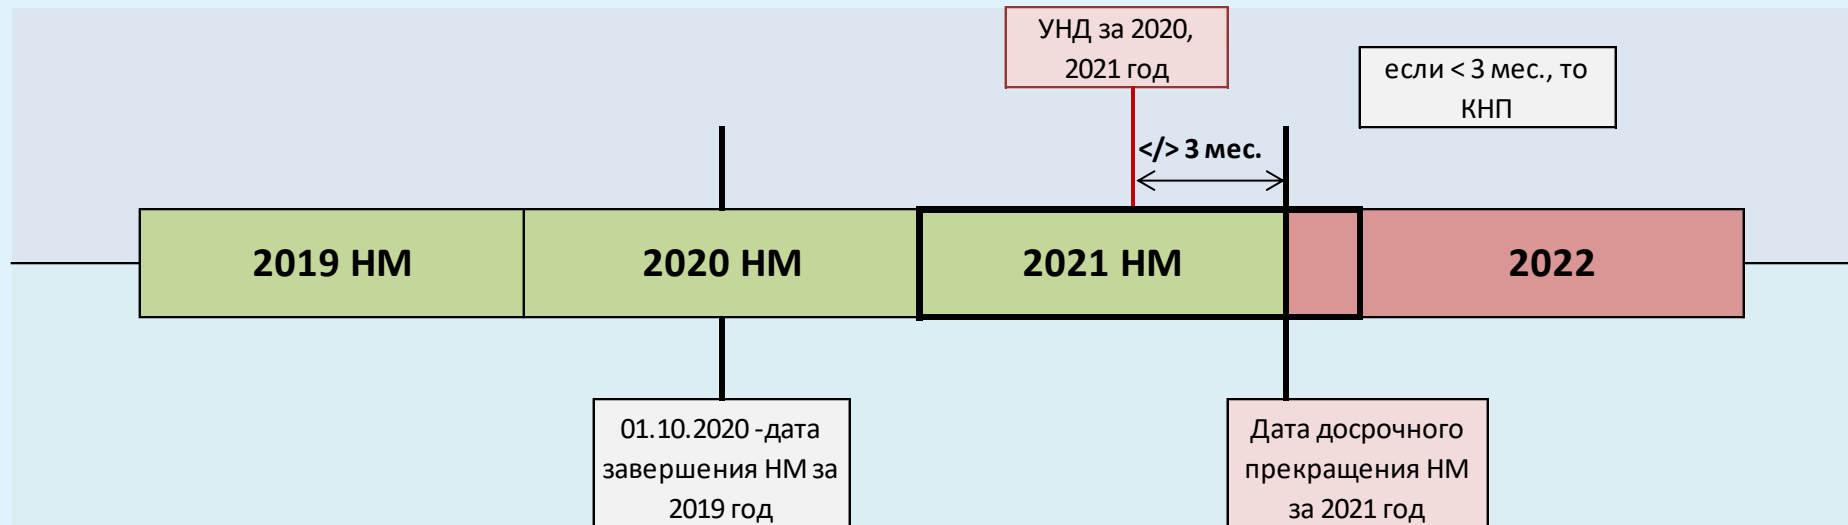 УНД за 2020,
2021 год
если < 3 мес., то
КНП
</> 3 мес.
2019 НМ
2020 НМ
2021 НМ
2022
01.10.2020 -дата
завершения НМ за
2019 год
Дата досрочного
прекращения НМ
за 2021 год